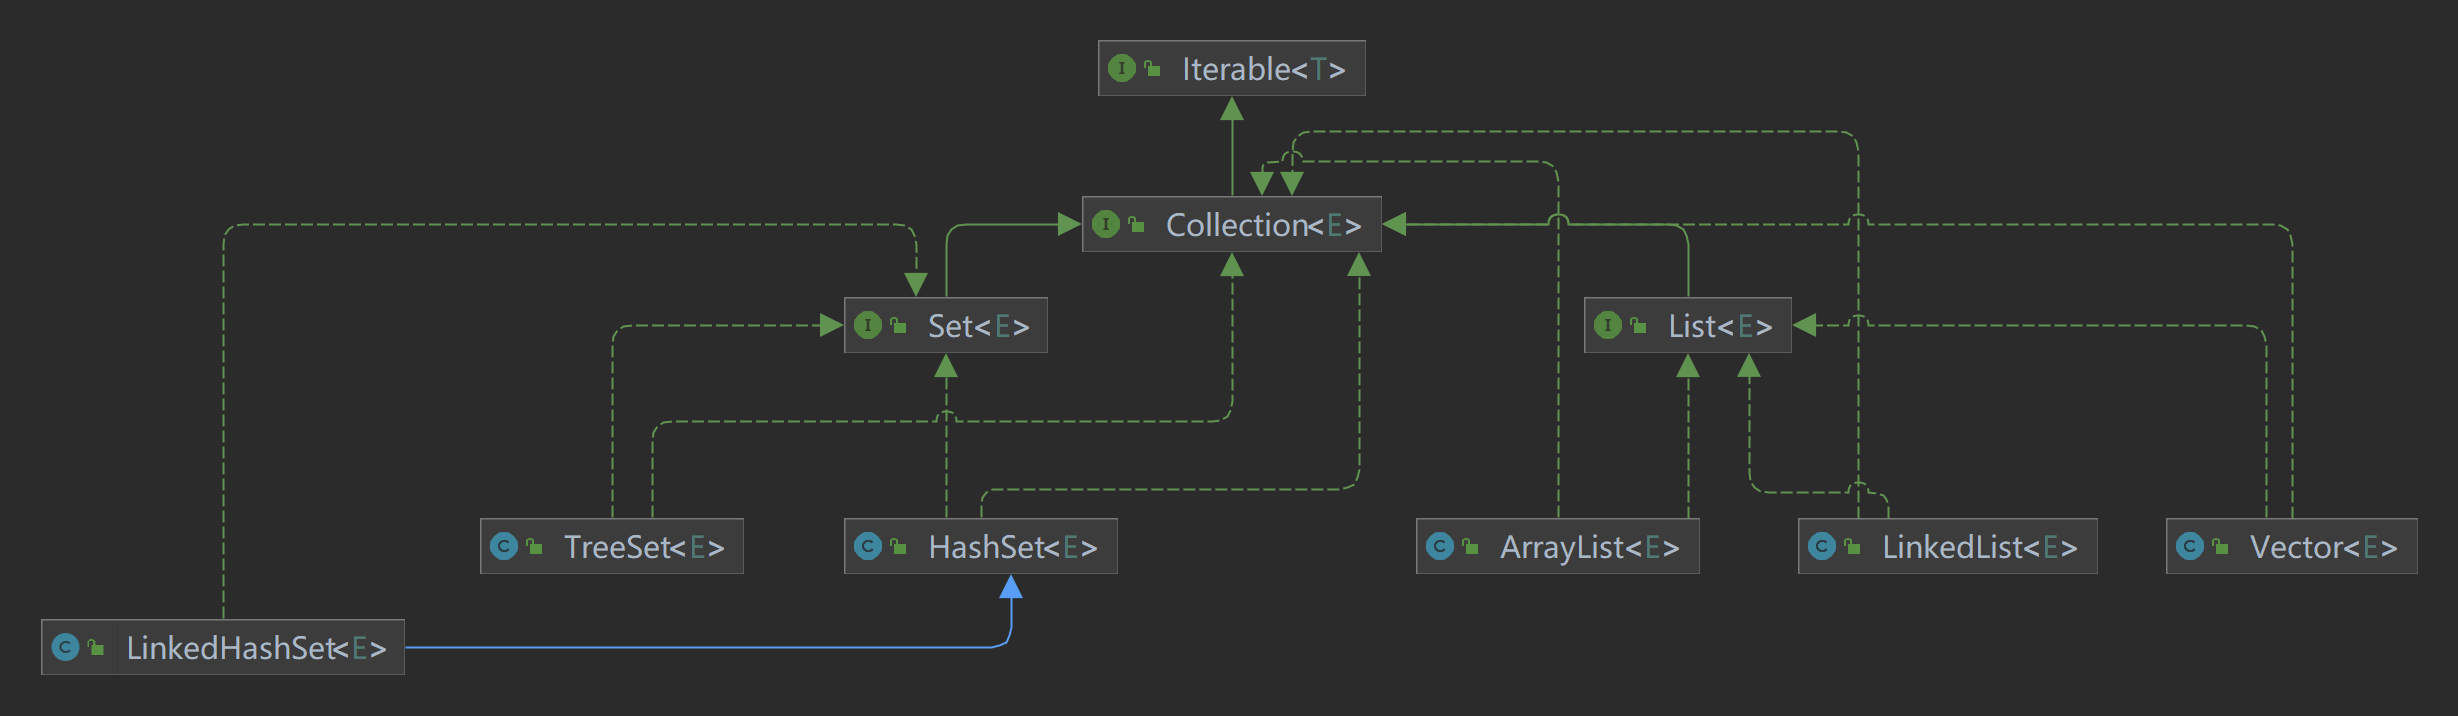 I Iterable<T>
I Collection<E>
I Set<E>
I List<E>
C TreeSet<E>
C HashSet<E>
C ArrayList<E>
C LinkedList<E>
C Vector<E>
C LinkedHashSet<E>